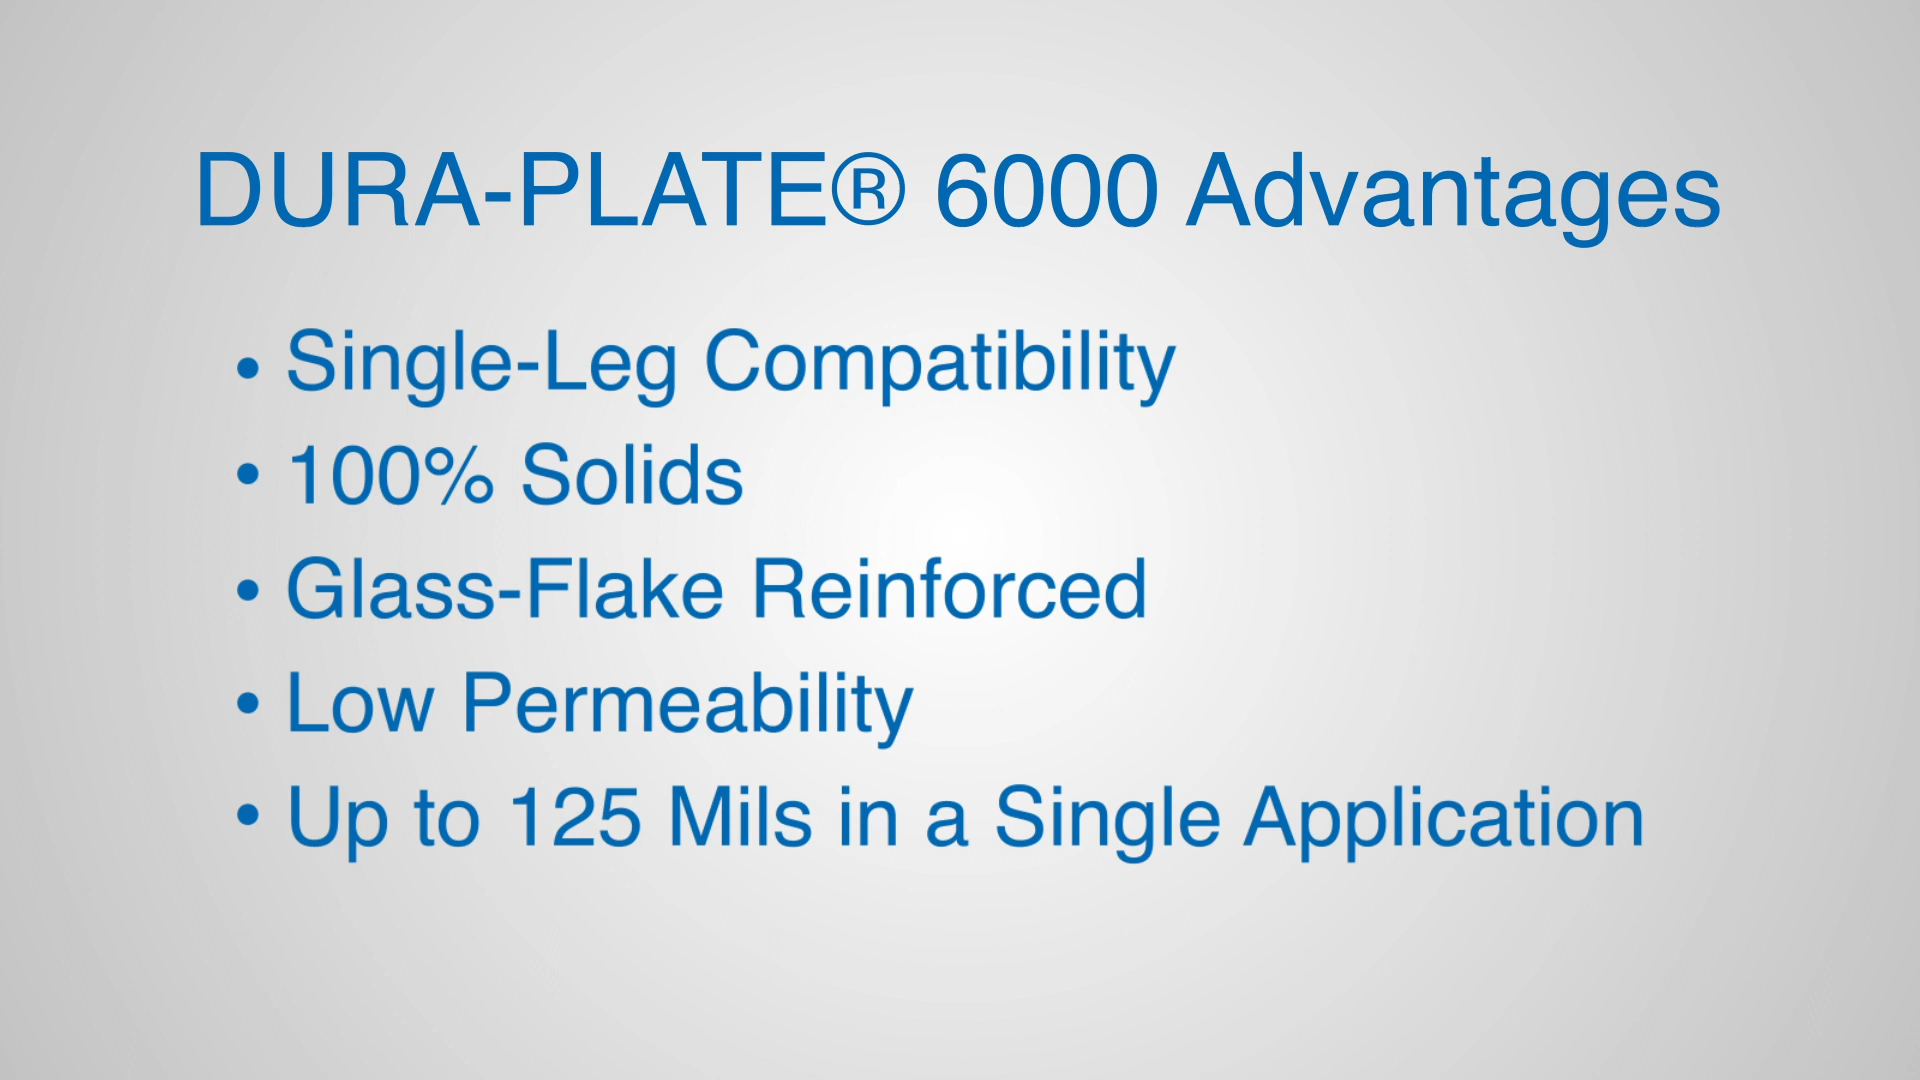 DURA-PLATE® 6000 Advantages
• Single-Leg Compatibility
• 100% Solids
• Glass-Flake Reinforced
• Low Permeability
• Up to 125 Mils in a Single Application